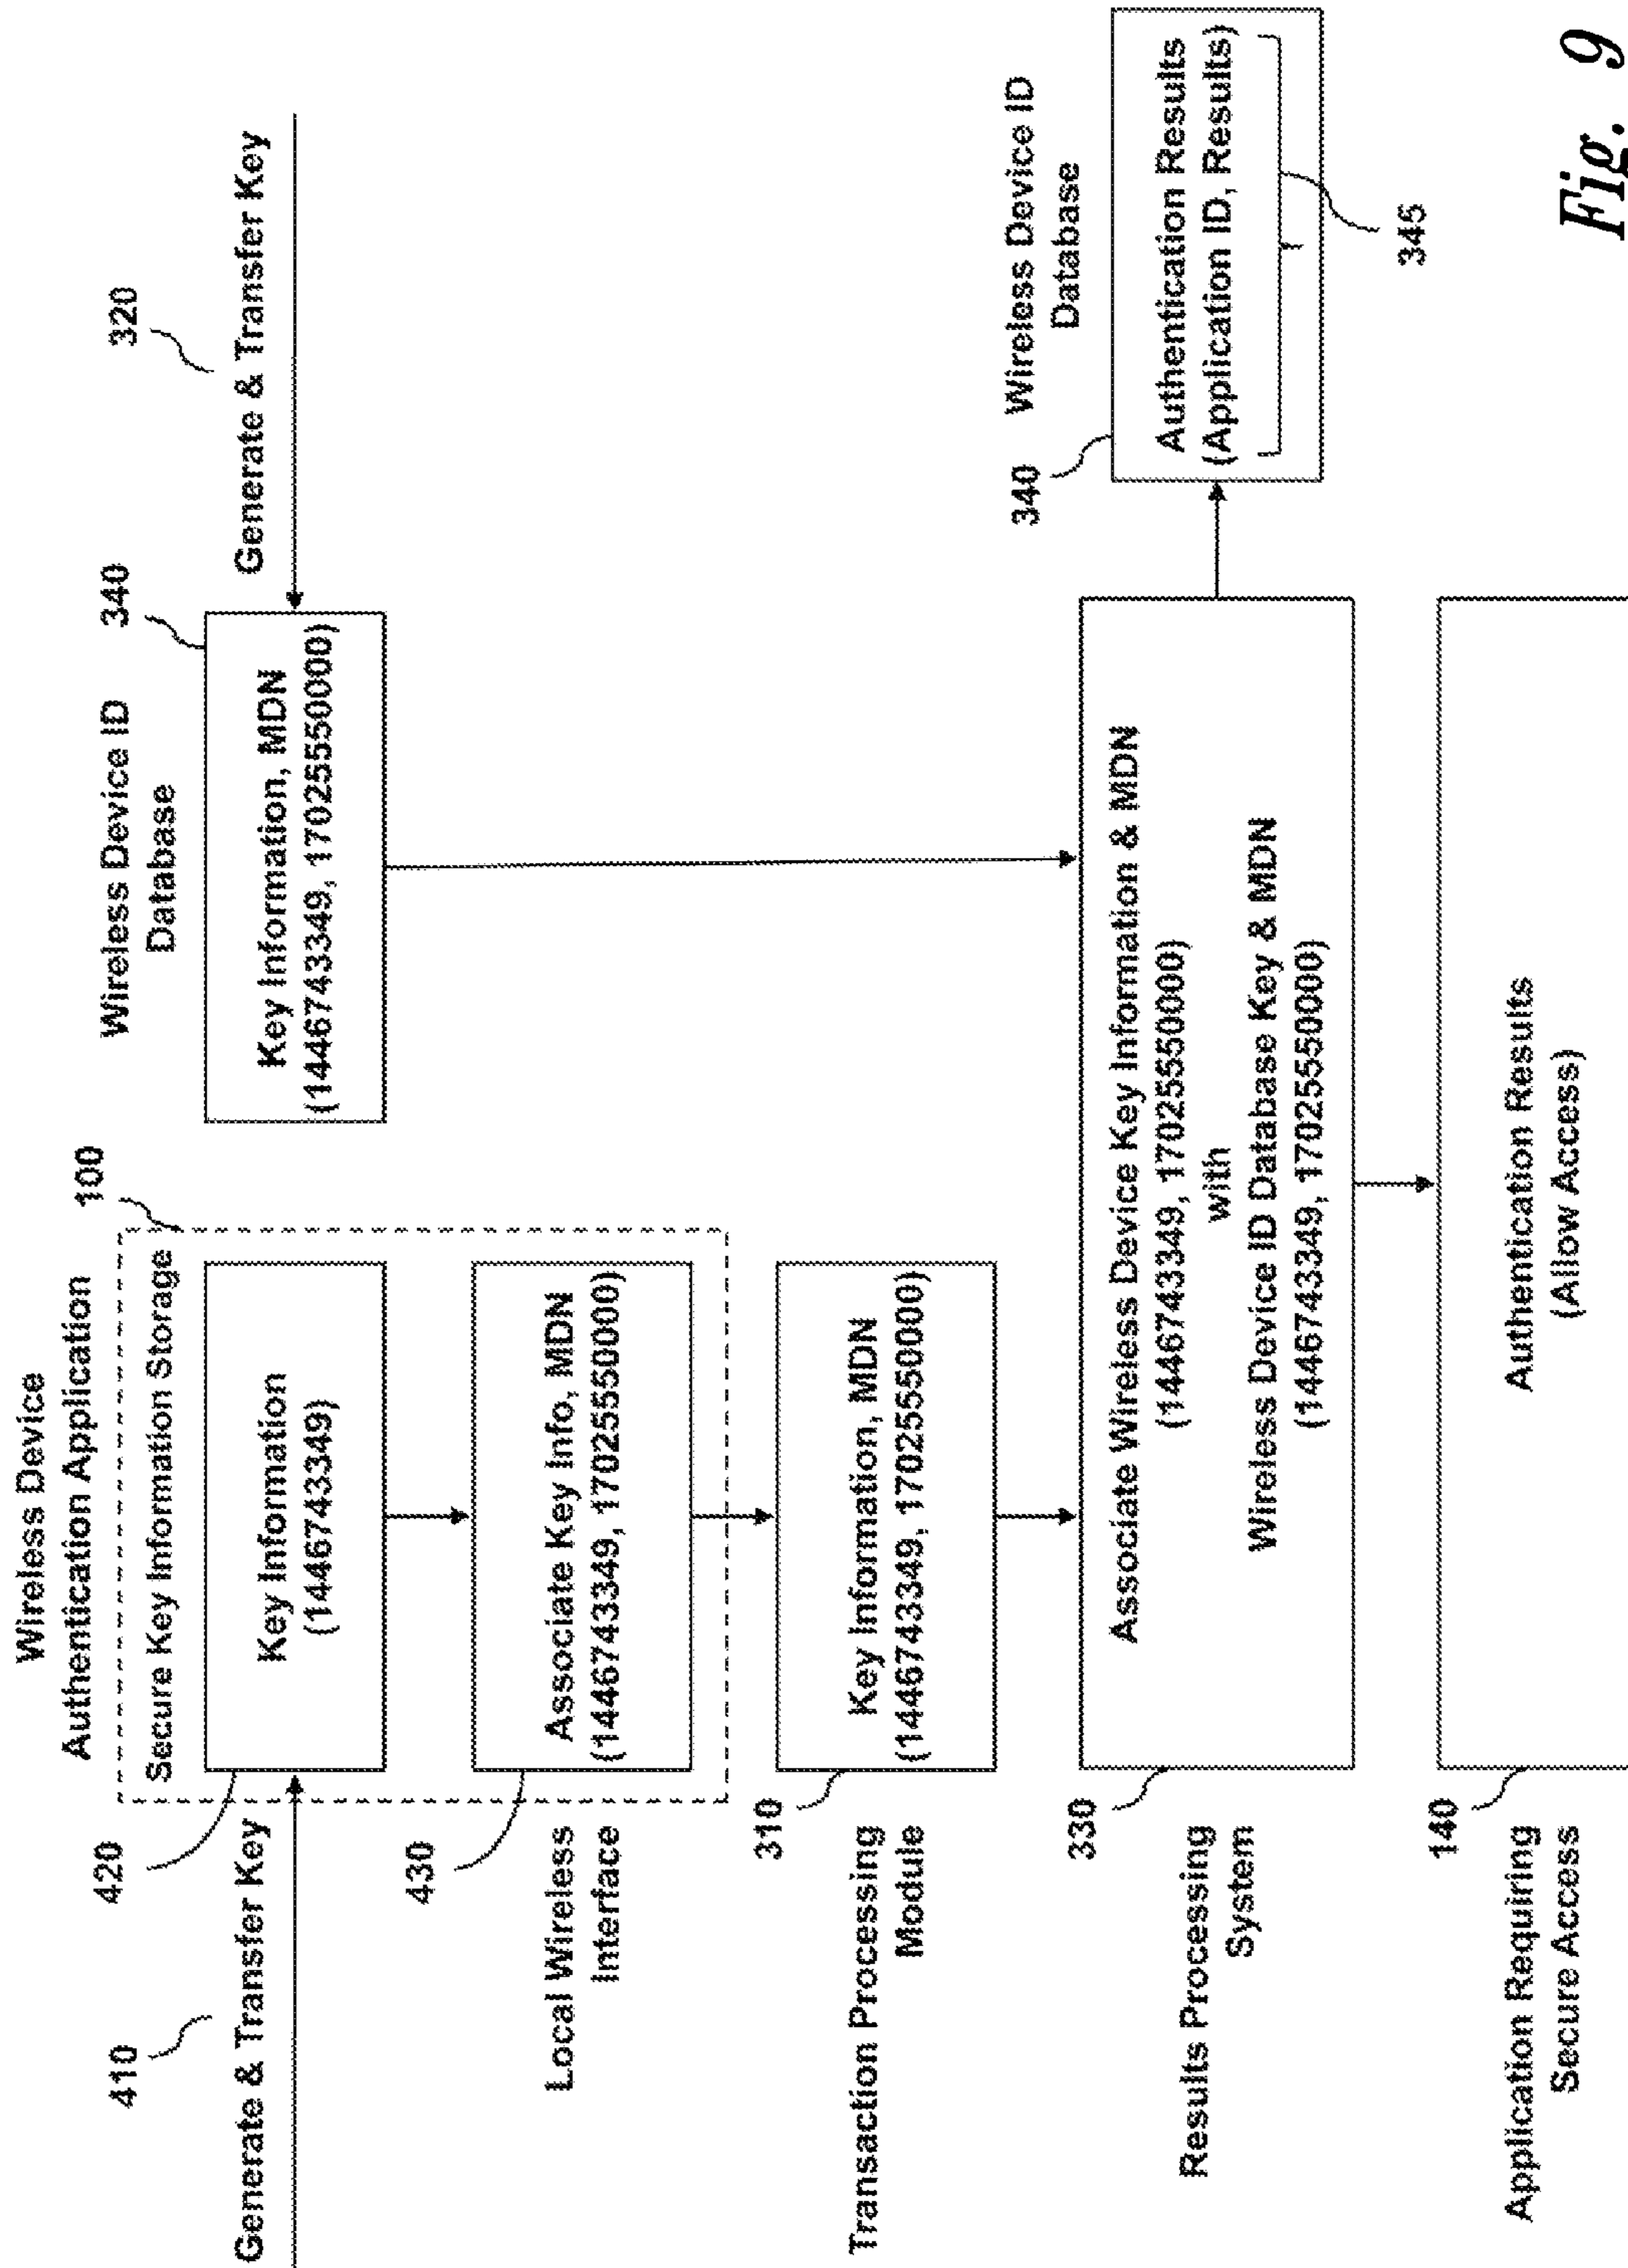 320
Generate & Transfer Key
Wireless Device ID
Database
340
Key Information, MDN
(1446743349, 17025550000)
Wireless Device
Authentication Application
100
Secure Key Information Storage
410
Generate & Transfer Key
420
Key Information
(1446743349)
430
Local Wireless
Interface
Associate Key Info, MDN
(1446743349, 17025550000)
310
Transaction Processing
Module
Key Information, MDN
(1446743349, 17025550000)
330
Results Processing
System
Associate Wireless Device Key Information & MDN
(1446743349, 17025550000)
with
Wireless Device ID Database Key & MDN
(1446743349, 17025550000)
340
Wireless Device ID
Database
Authentication Results
(Application ID, Results)
345
140
Application Requiring
Secure Access
Authentication Results
(Allow Access)
Fig. 9